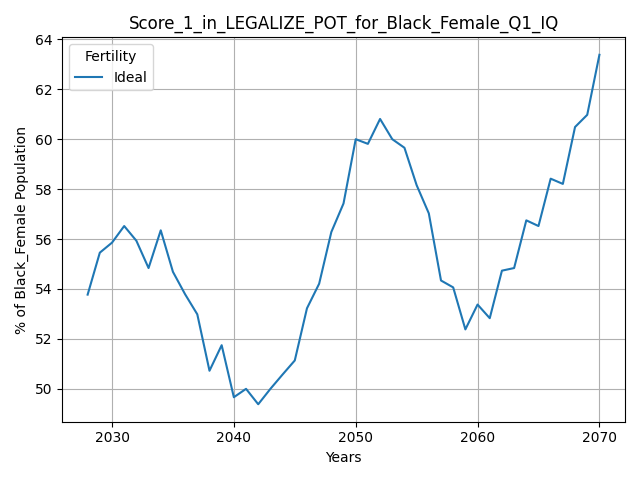 Score_1_in_LEGALIZE_POT_for_Black_Female_Q1_IQ
Fertility
Ideal
% of Black_Female Population
64
62
60
58
56
54
52
50
2030 2040 2050 2060 2070
Years